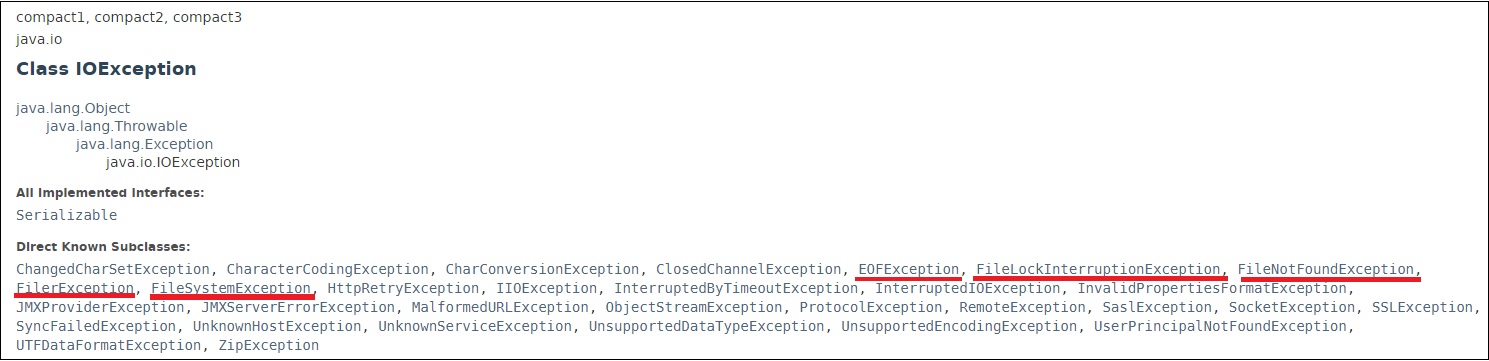 compact1, compact2, compact3
java.io
Class IOException
java.lang.Object
java.lang.Throwable
java.lang.Exception
java.io.IOException
All Implemented Interfaces:
Serializable
Direct Known Subclasses:
ChangedCharSetException, CharacterCodingException, CharConversionException, ClosedChannelException, EOFException, FileLockInterruptionException, FileNotFoundException,
FilerException, FileSystemException, HttpRetryException, IIOException, InterruptedByTimeoutException, InterruptedIOException, InvalidPropertiesFormatException,
JMXProviderException, JMXServerErrorException, MalformedURLException, ObjectStreamException, ProtocolException, RemoteException, SaslException, SocketException, SSLException,
SyncFailedException, UnknownHostException, UnknownServiceException, UnsupportedDataTypeException, UnsupportedEncodingException, UserPrincipalNotFoundException,
UTFDataFormatException, ZipException